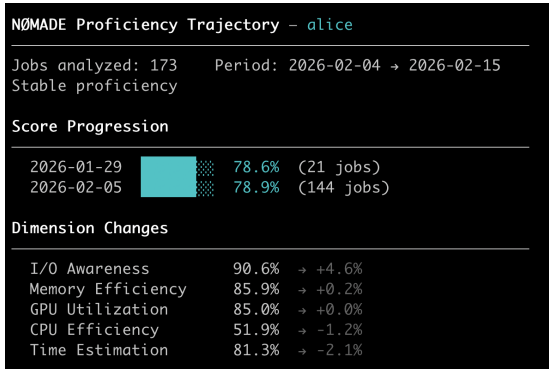 NØMADE Proficiency Trajectory — alice
Jobs analyzed: 173    Period: 2026-02-04 → 2026-02-15
Stable proficiency
Score Progression
2026-01-29 78.6% (21 jobs)
2026-02-05 78.9% (144 jobs)
Dimension Changes
I/O Awareness 90.6% → +4.6%
Memory Efficiency 85.9% → +0.2%
GPU Utilization 85.0% → +0.0%
CPU Efficiency 51.9% → -1.2%
Time Estimation 81.3% → -2.1%